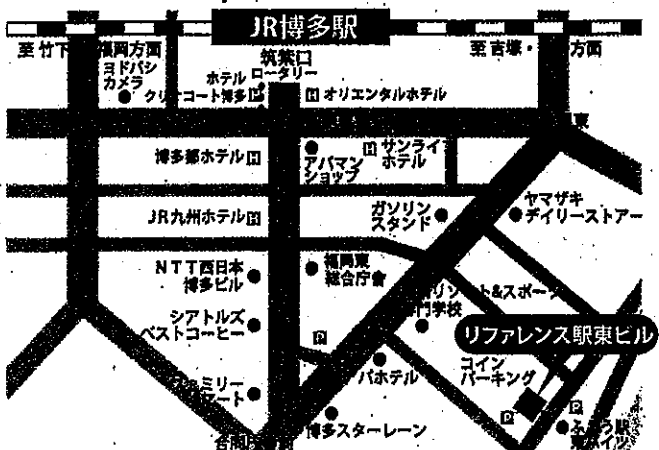 JR博多駅
至 竹下
福岡方面
至 吉塚・
方面
ヨドバシ
カメラ
筑紫口
ロータリー
ホテル
クリオコート博多
H
H オリエンタルホテル
東
博多都ホテル H
アパマン
ショップ
H サンライ
ホテル
JR九州ホテル H
ガソリン
スタンド
ヤマザキ
デイリーストアー
NTT西日本
博多ビル
福岡東
総合庁舎
リゾート&スポーツ
専門学校
シアトルズ
ベストコーヒー
P
リファレンス駅東ビル
パホテル
コイン
パーキング
ミリー
マート
博多スターレーン
P
P